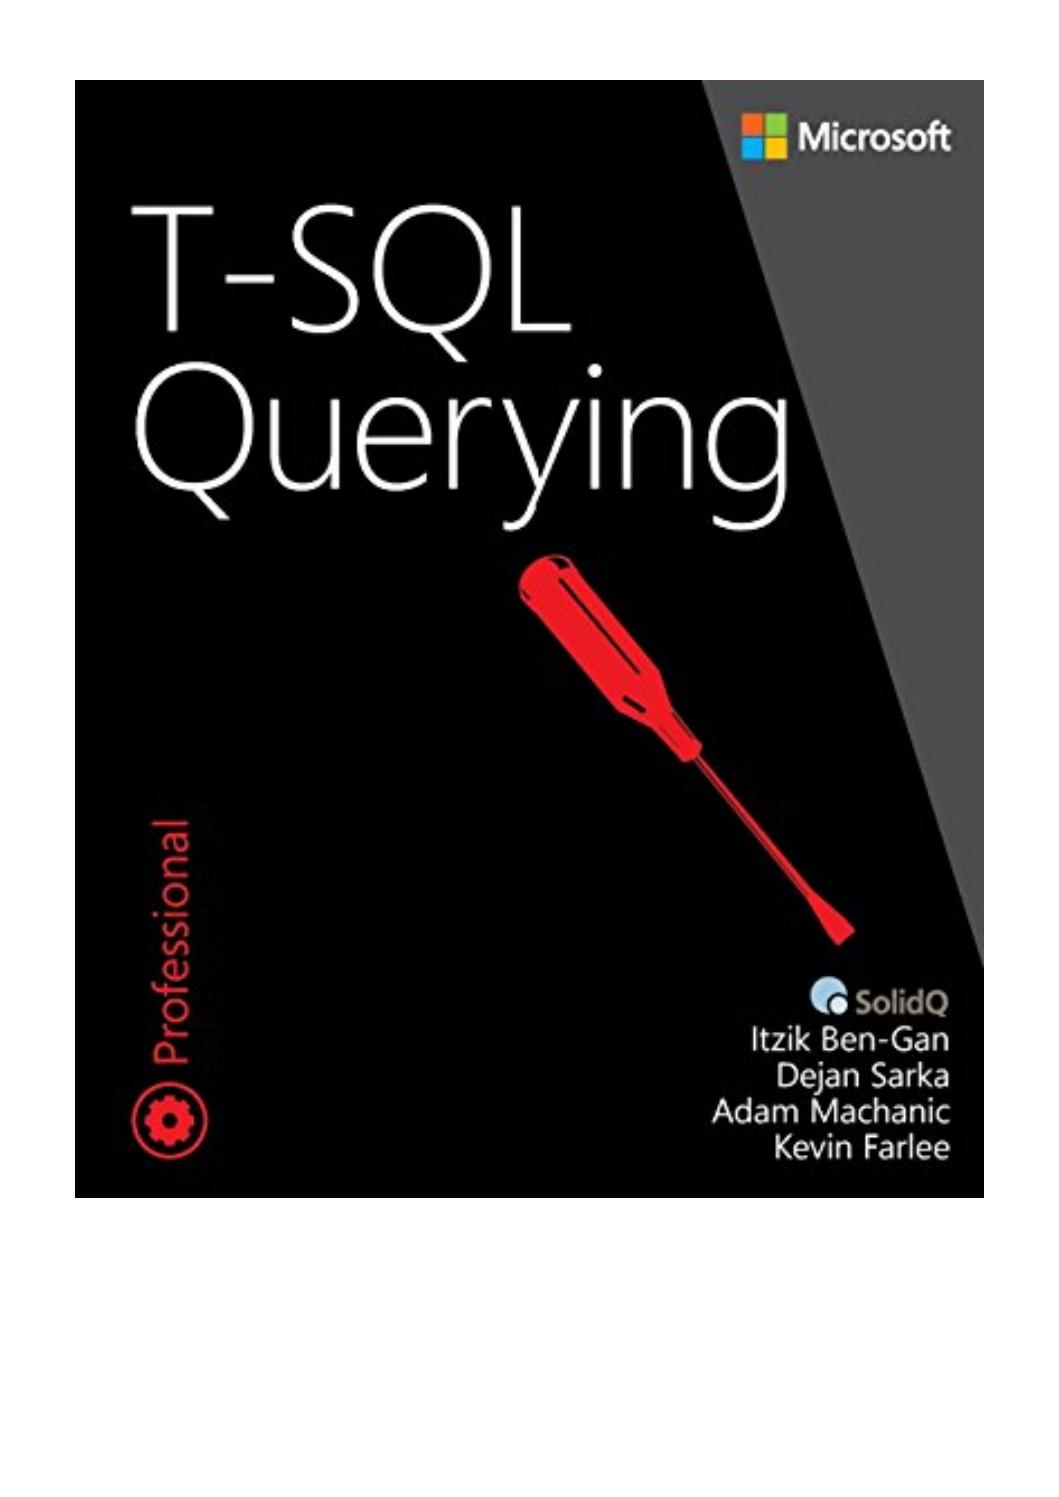 Microsoft
T-SQL
Querying
Professional
SolidQ
Itzik Ben-Gan
Dejan Sarka
Adam Machanic
Kevin Farlee